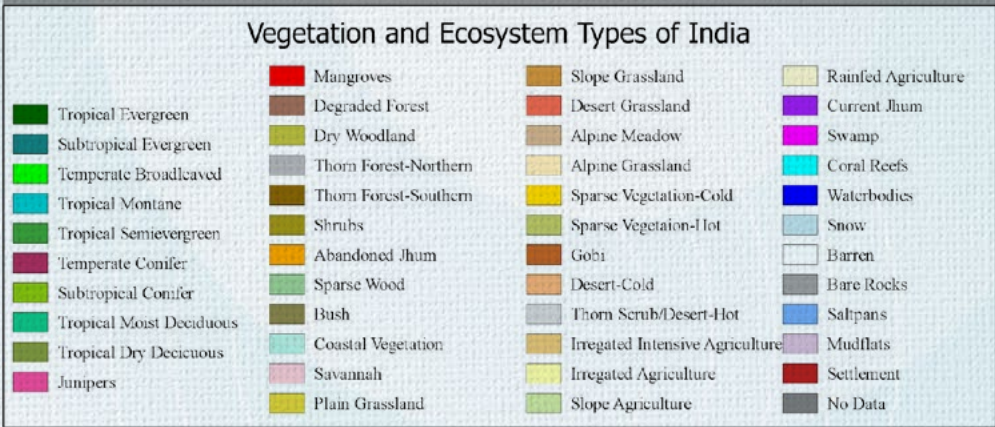 Vegetation and Ecosystem Types of India
Tropical Evergreen
Subtropical Evergreen
Temperate Broadleaved
Tropical Montane
Tropical Semievergreen
Temperate Conifer
Subtropical Conifer
Tropical Moist Deciduous
Tropical Dry Decicuous
Junipers
Mangroves
Degraded Forest
Dry Woodland
Thorn Forest-Northern
Thorn Forest-Southern
Shrubs
Abandoned Jhum
Sparse Wood
Bush
Coastal Vegetation
Savannah
Plain Grassland
Slope Grassland
Desert Grassland
Alpine Meadow
Alpine Grassland
Sparse Vegetation-Cold
Sparse Vegetaion-Hot
Gobi
Desert-Cold
Thorn Scrub/Desert-Hot
Irregated Intensive Agriculture
Irregated Agriculture
Slope Agriculture
Rainfed Agriculture
Current Jhum
Swamp
Coral Reefs
Waterbodies
Snow
Barren
Bare Rocks
Saltpans
Mudflats
Settlement
No Data